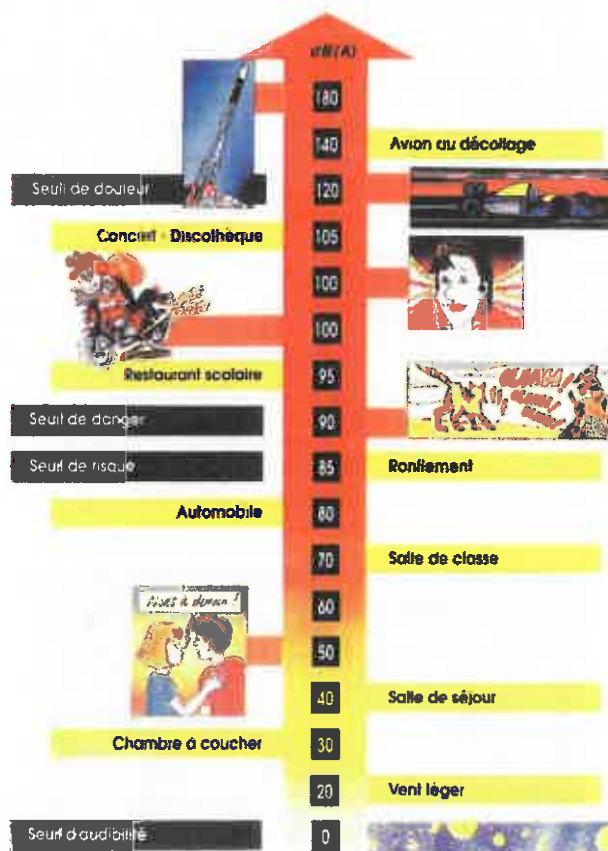 dB(A)
180
140 Avion au décollage
Seuil de douleur 120
Concert - Discothèque 105
100
100
Restaurant scolaire 95
Seuil de danger 90
Seuil de risque 85 Ronflement
Automobile 80
70 Salle de classe
60
Alors à demain !
50
40 Salle de séjour
Chambre à coucher 30
20 Vent léger
Seuil d'audibilité 0